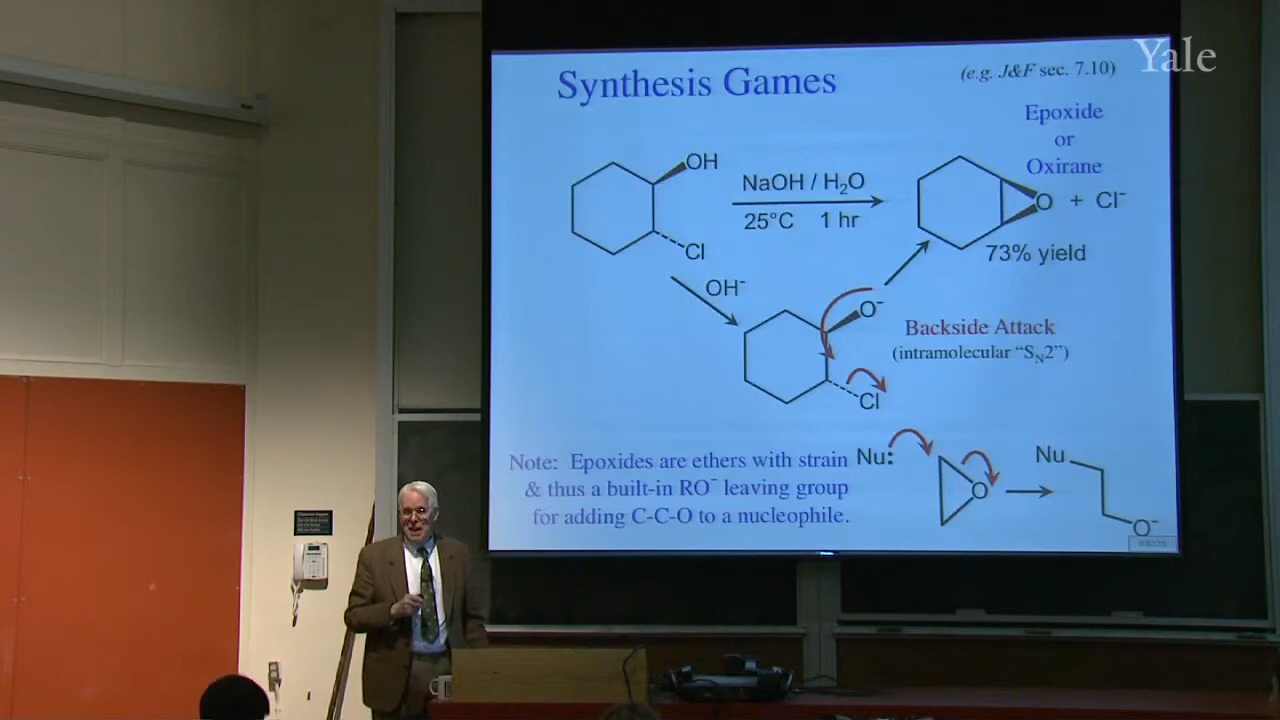 Yale
Synthesis Games
(e.g. J&F sec. 7.10)
Epoxide
or
Oxirane
OH
NaOH / H₂O
25°C 1 hr
O + Cl⁻
Cl
73% yield
OH⁻
O⁻
Backside Attack
(intramolecular “S_N2”)
Cl
Note: Epoxides are ethers with strain
& thus a built-in RO⁻ leaving group
for adding C-C-O to a nucleophile.
Nu:
O
Nu
O⁻